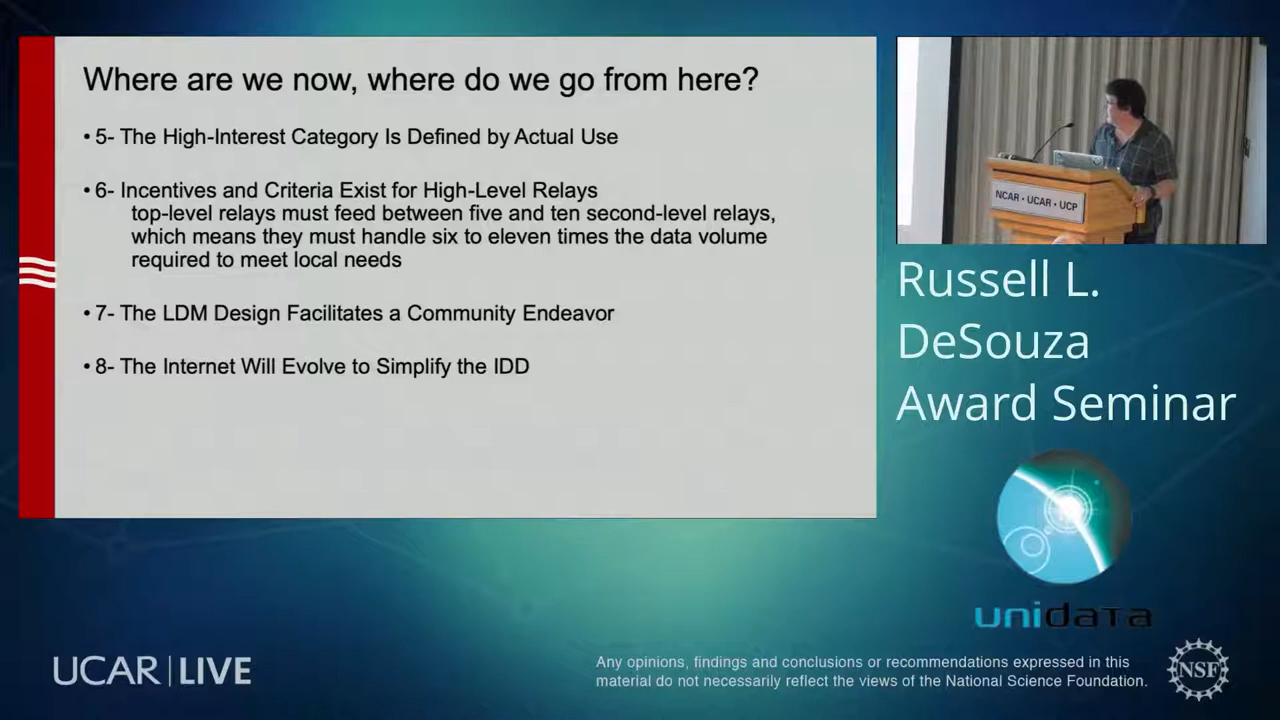 Where are we now, where do we go from here?
• 5- The High-Interest Category Is Defined by Actual Use
• 6- Incentives and Criteria Exist for High-Level Relays
top-level relays must feed between five and ten second-level relays,
which means they must handle six to eleven times the data volume
required to meet local needs
• 7- The LDM Design Facilitates a Community Endeavor
• 8- The Internet Will Evolve to Simplify the IDD
NCAR • UCAR • UCP
Russell L.
DeSouza
Award Seminar
unidata
UCAR | LIVE
Any opinions, findings and conclusions or recommendations expressed in this
material do not necessarily reflect the views of the National Science Foundation.
NSF